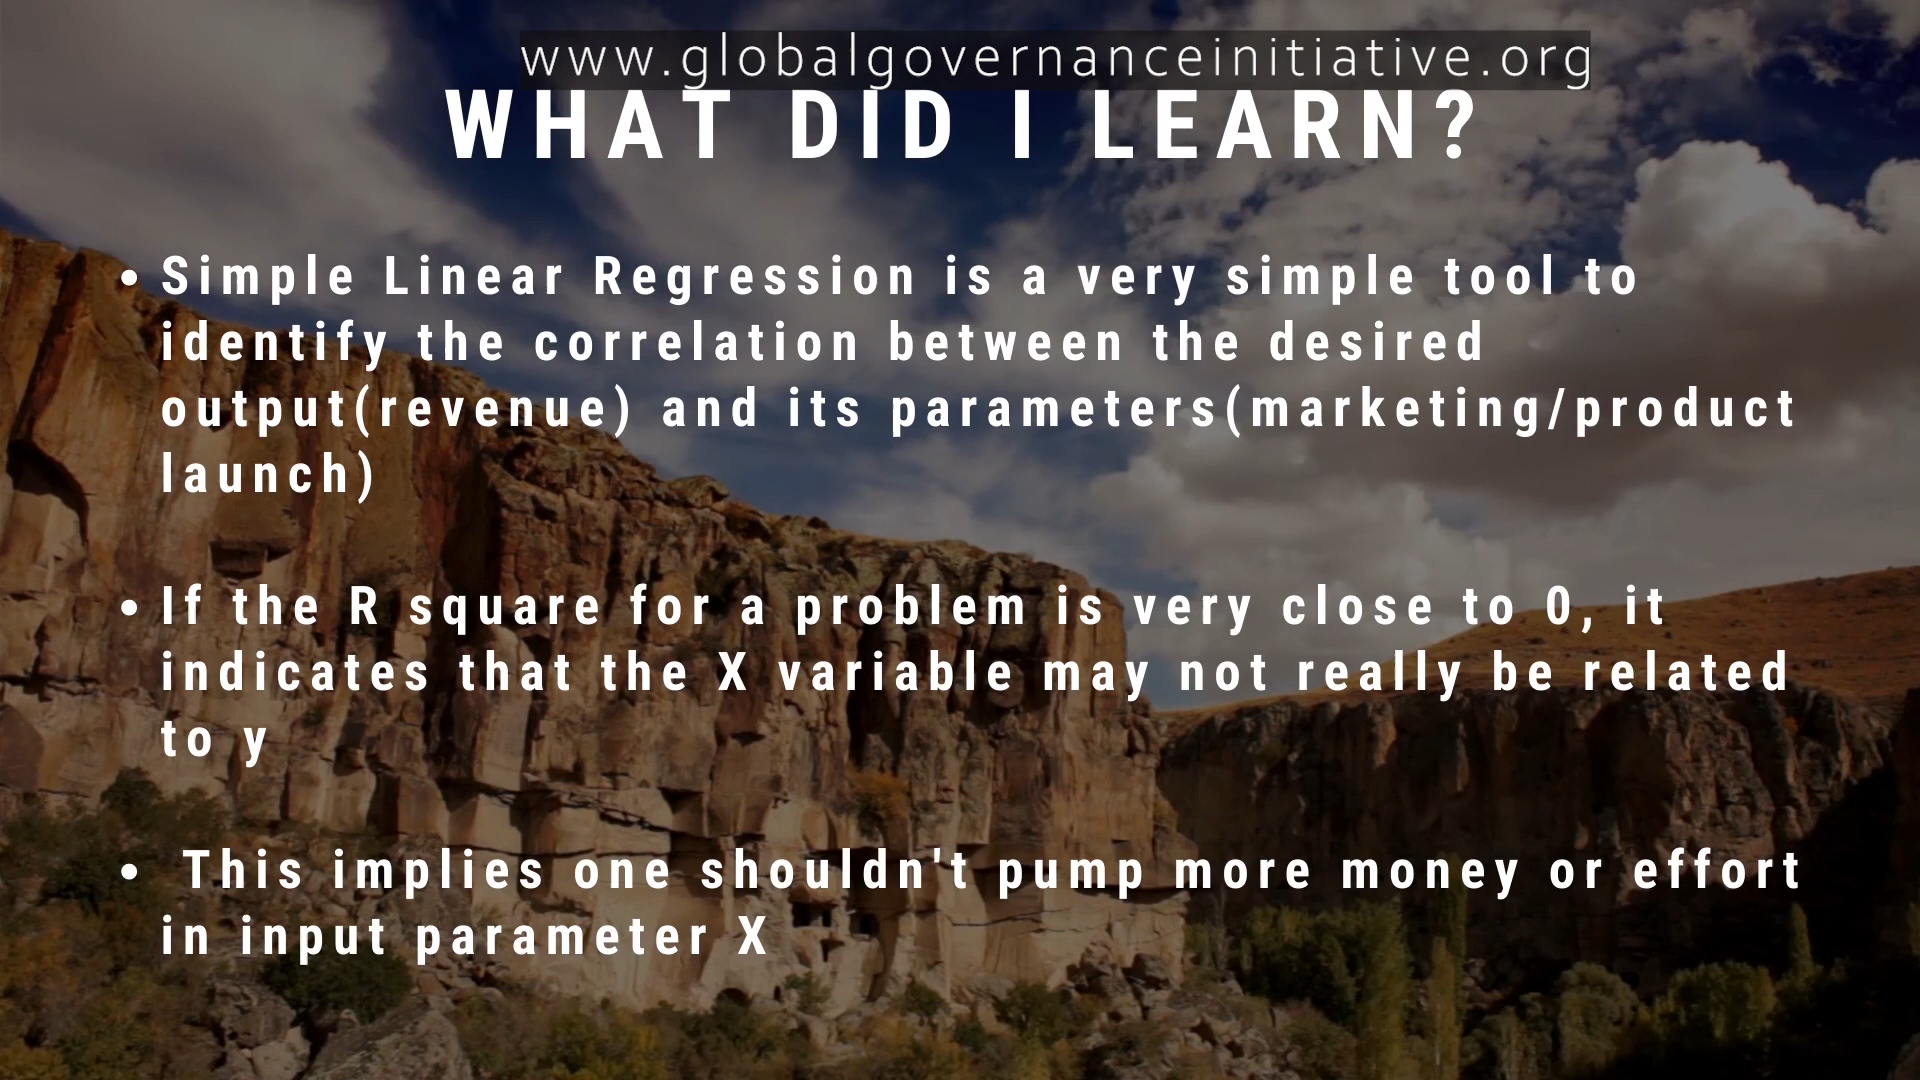 www.globalgovernanceinitiative.org
WHAT DID I LEARN?
• Simple Linear Regression is a very simple tool to
identify the correlation between the desired
output(revenue) and its parameters(marketing/product
launch)
• If the R square for a problem is very close to 0, it
indicates that the X variable may not really be related
to y
• This implies one shouldn't pump more money or effort
in input parameter X